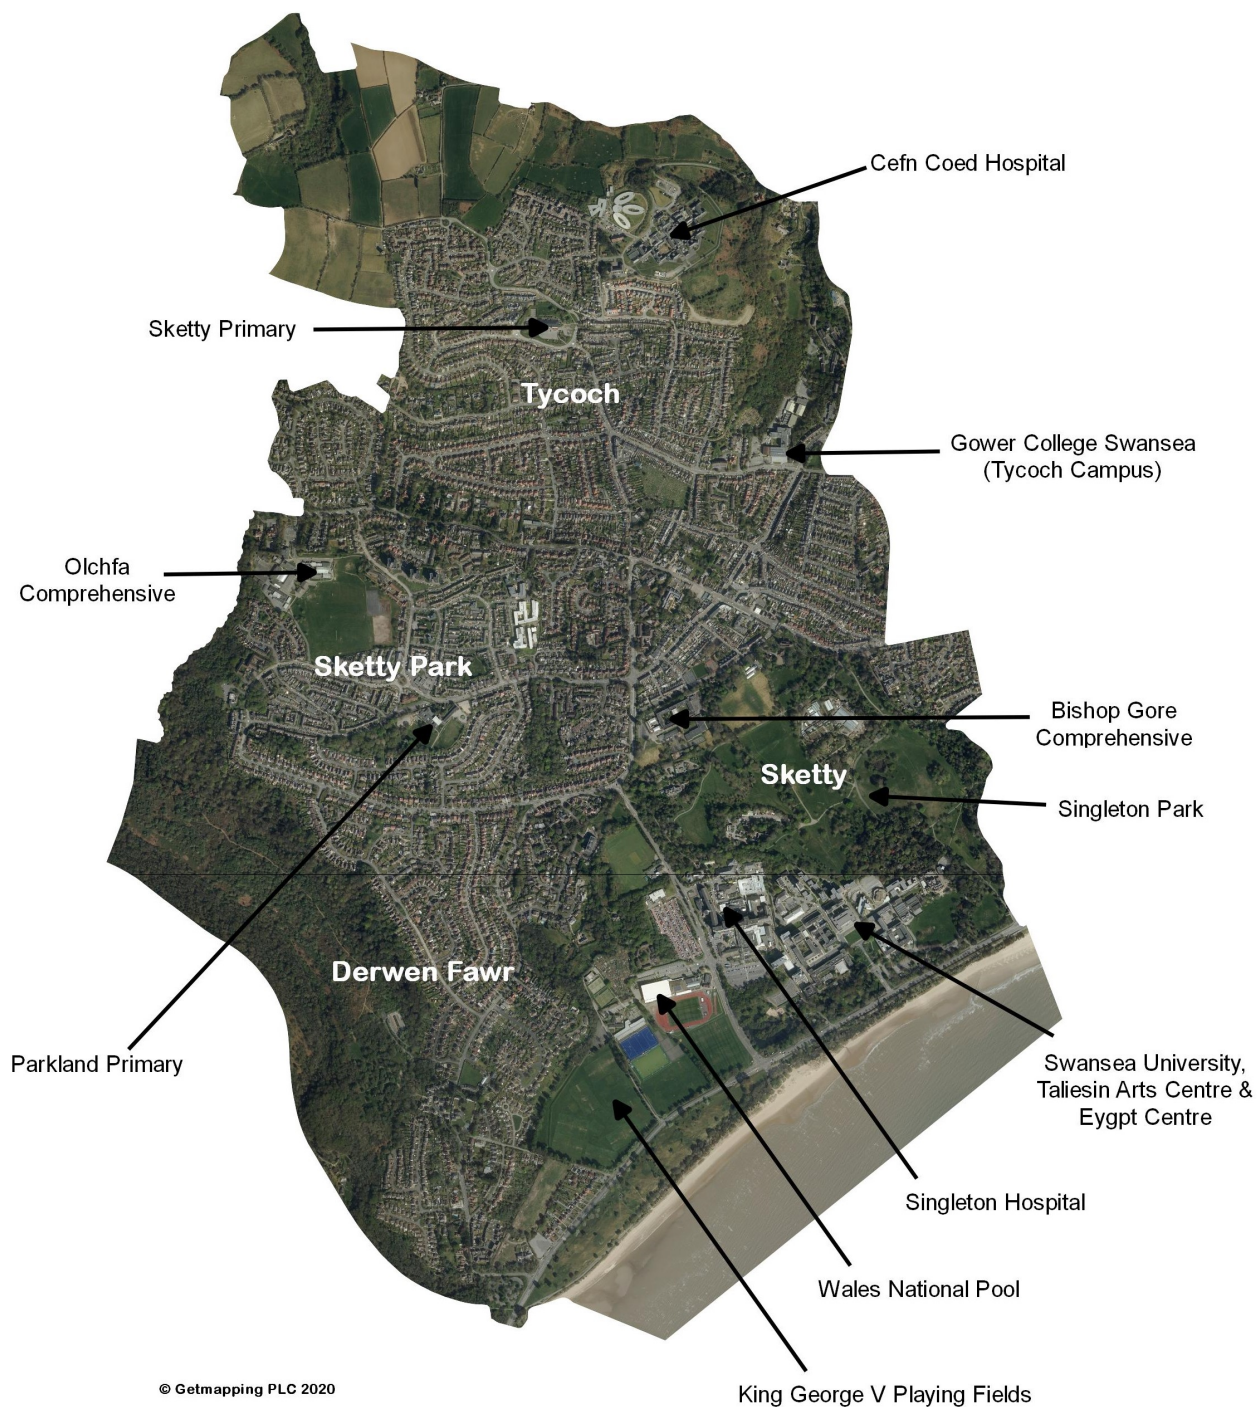 Cefn Coed Hospital
Sketty Primary
Tycoch
Gower College Swansea
(Tycoch Campus)
Olchfa
Comprehensive
Sketty Park
Bishop Gore
Comprehensive
Sketty
Singleton Park
Derwen Fawr
Parkland Primary
Swansea University,
Taliesin Arts Centre &
Eygpt Centre
Singleton Hospital
Wales National Pool
© Getmapping PLC 2020
King George V Playing Fields